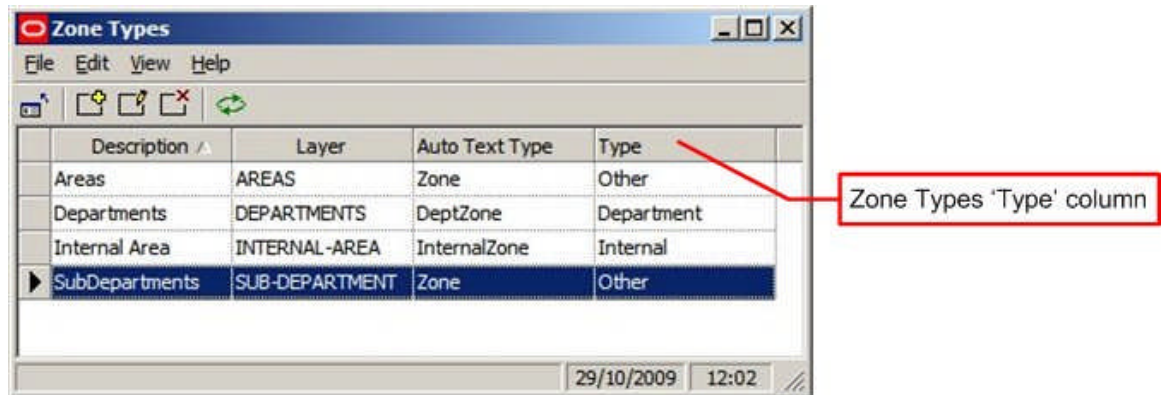 Zone Types
File Edit View Help
Description Layer Auto Text Type Type
Areas AREAS Zone Other
Departments DEPARTMENTS DeptZone Department
Internal Area INTERNAL-AREA InternalZone Internal
SubDepartments SUB-DEPARTMENT Zone Other
Zone Types ‘Type’ column
29/10/2009 12:02